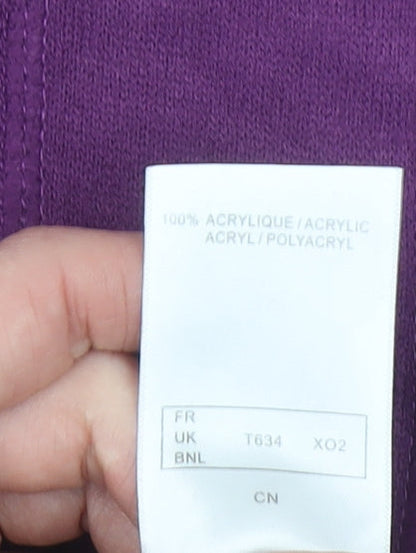 100% ACRYLIQUE / ACRYLIC
ACRYL / POLYACRYL
FR
UK T634 XO2
BNL
CN